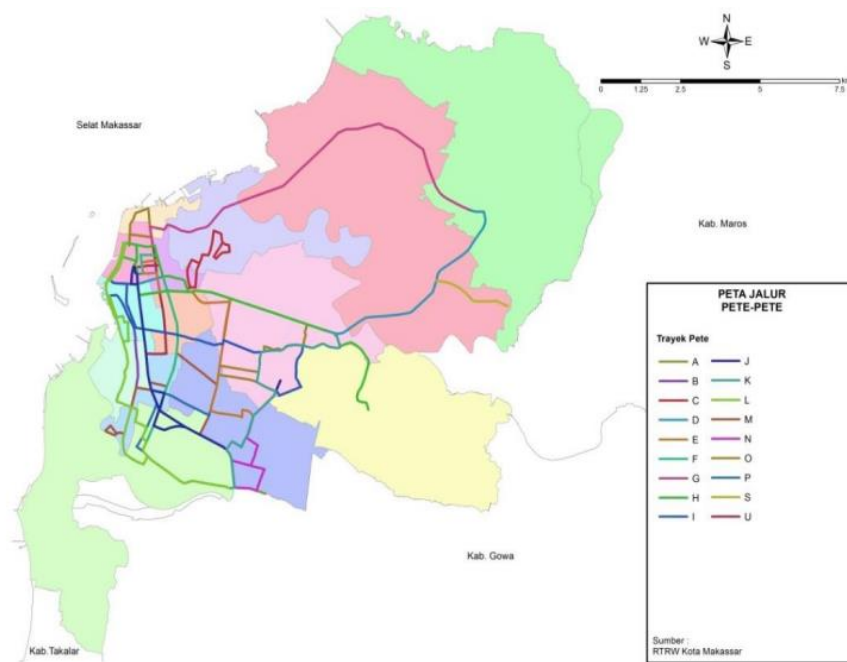 N
W E
S
km
0 1.25 2.5 5 7.5
Selat Makassar
Kab. Maros
Kab. Gowa
Kab.Takalar
PETA JALUR
PETE-PETE
Trayek Pete
A J
B K
C L
D M
E N
F O
G P
H S
I U
Sumber :
RTRW Kota Makassar